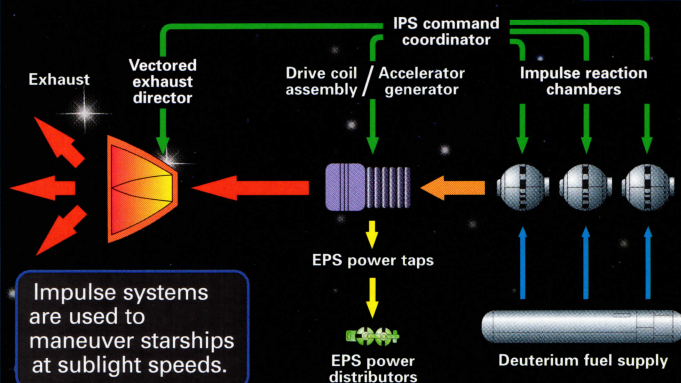 IPS command
coordinator
Exhaust
Vectored
exhaust
director
Drive coil
assembly
/
Accelerator
generator
Impulse reaction
chambers
EPS power taps
Impulse systems
are used to
maneuver starships
at sublight speeds.
EPS power
distributors
Deuterium fuel supply